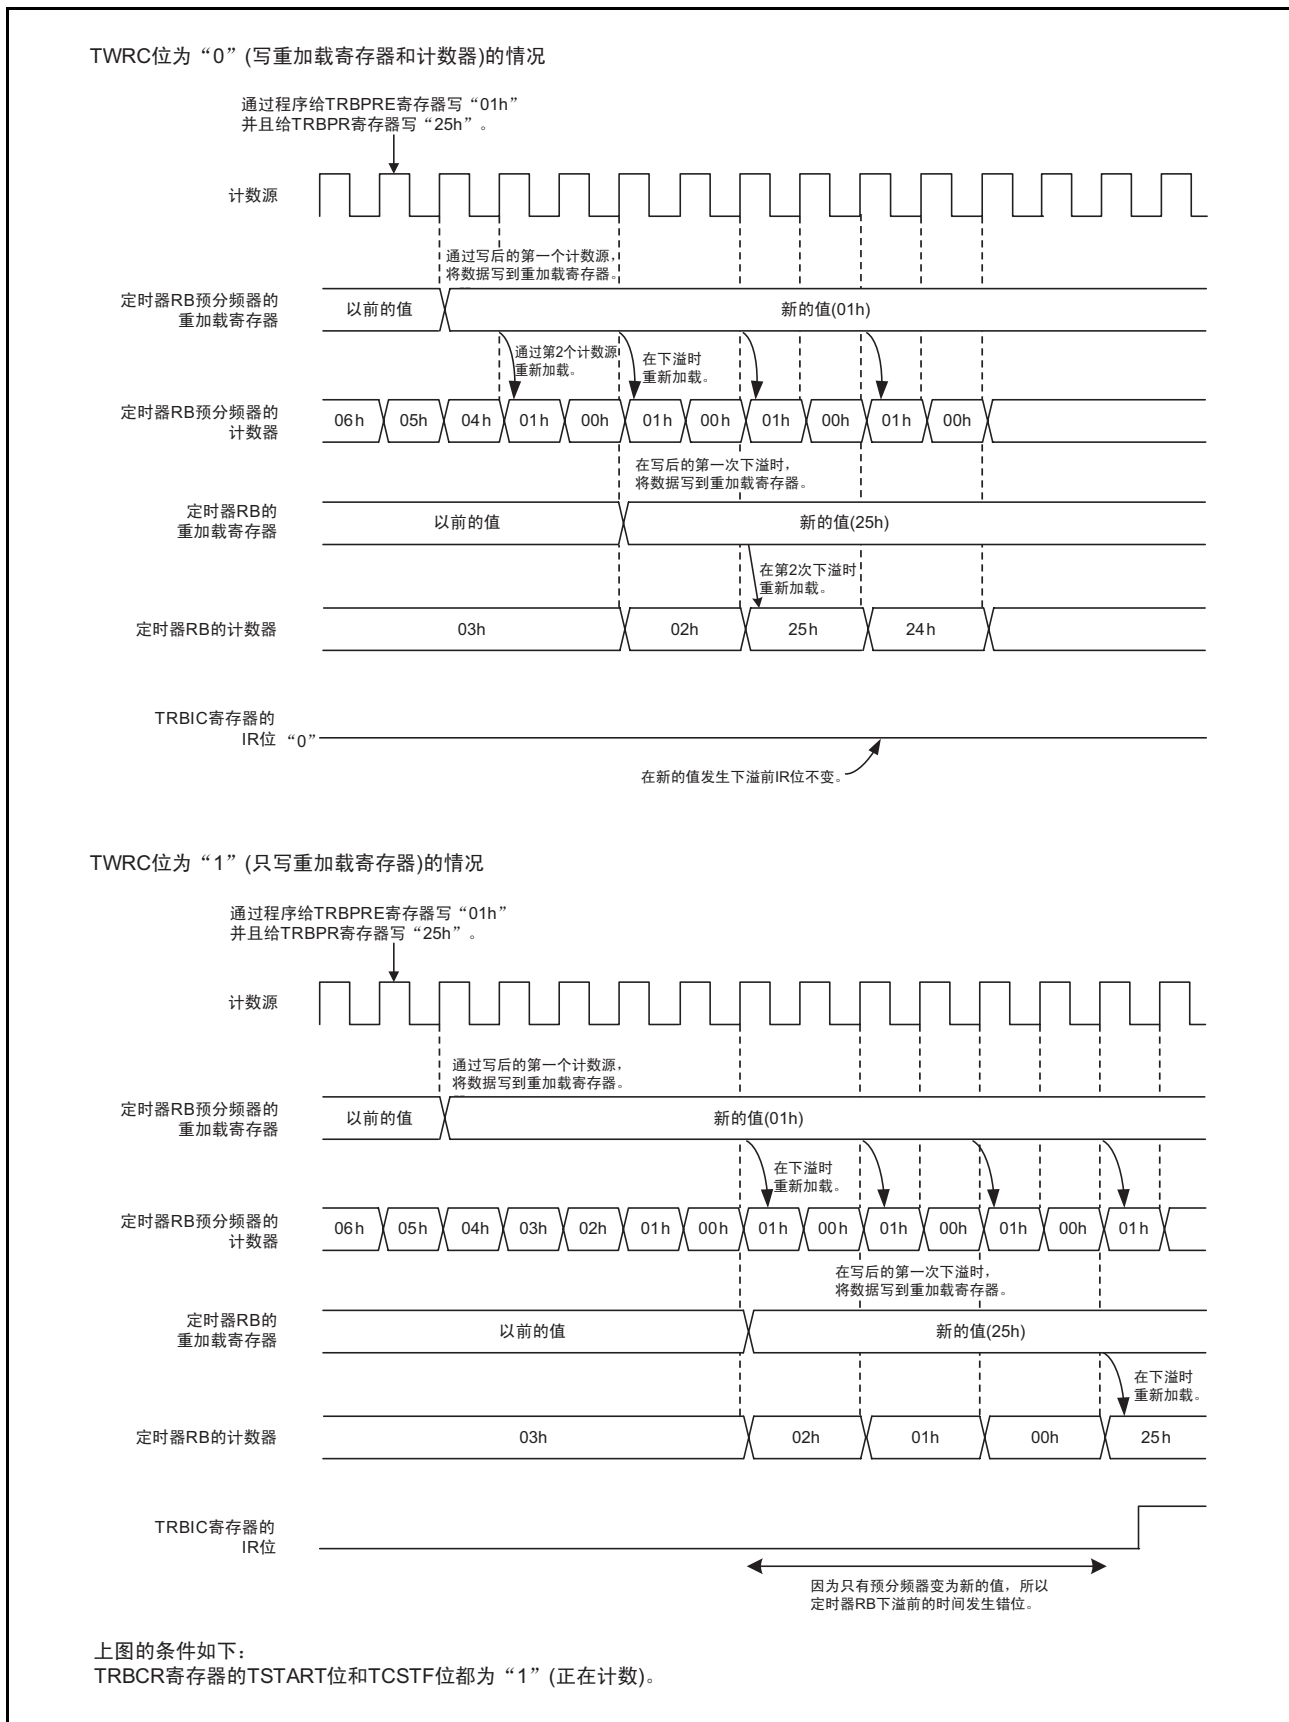 TWRC位为“0”(写重加载寄存器和计数器)的情况
通过程序给TRBPRE寄存器写“01h”
并且给TRBPR寄存器写“25h”。
计数源
通过写后的第一个计数源，
将数据写到重加载寄存器。
定时器RB预分频器的
重加载寄存器
以前的值
新的值(01h)
通过第2个计数源
重新加载。
在下溢时
重新加载。
定时器RB预分频器的
计数器
06h 05h 04h 01h 00h 01h 00h 01h 00h 01h 00h
在写后的第一次下溢时，
将数据写到重加载寄存器。
定时器RB的
重加载寄存器
以前的值
新的值(25h)
在第2次下溢时
重新加载。
定时器RB的计数器
03h 02h 25h 24h
TRBIC寄存器的
IR位 “0”
在新的值发生下溢前IR位不变。
TWRC位为“1”(只写重加载寄存器)的情况
通过程序给TRBPRE寄存器写“01h”
并且给TRBPR寄存器写“25h”。
计数源
通过写后的第一个计数源，
将数据写到重加载寄存器。
定时器RB预分频器的
重加载寄存器
以前的值
新的值(01h)
在下溢时
重新加载。
定时器RB预分频器的
计数器
06h 05h 04h 03h 02h 01h 00h 01h 00h 01h 00h 01h 00h 01h
在写后的第一次下溢时，
将数据写到重加载寄存器。
定时器RB的
重加载寄存器
以前的值
新的值(25h)
在下溢时
重新加载。
定时器RB的计数器
03h 02h 01h 00h 25h
TRBIC寄存器的
IR位
因为只有预分频器变为新的值，所以
定时器RB下溢前的时间发生错位。
上图的条件如下：
TRBCR寄存器的TSTART位和TCSTF位都为“1”(正在计数)。